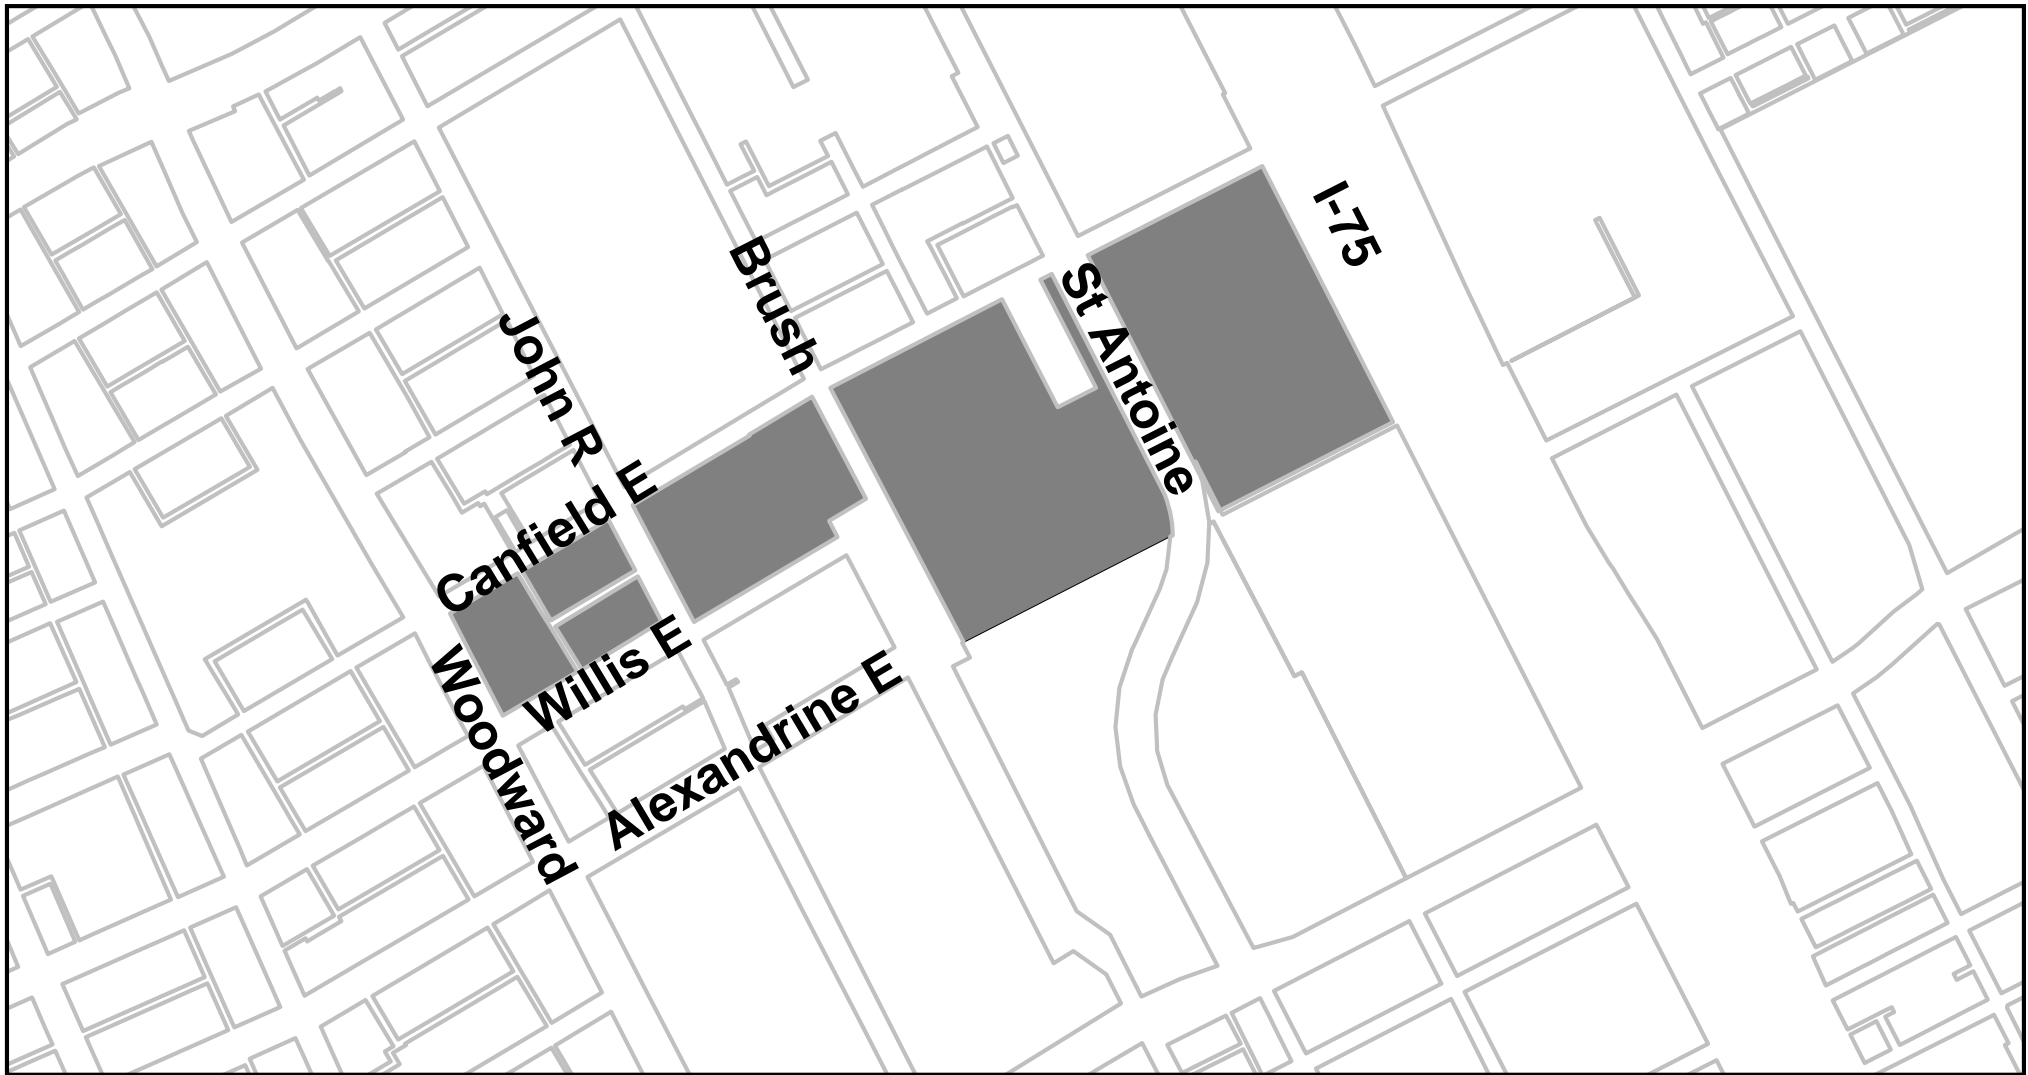 I-75
Brush
St Antoine
John R
Canfield E
Willis E
Woodward
Alexandrine E